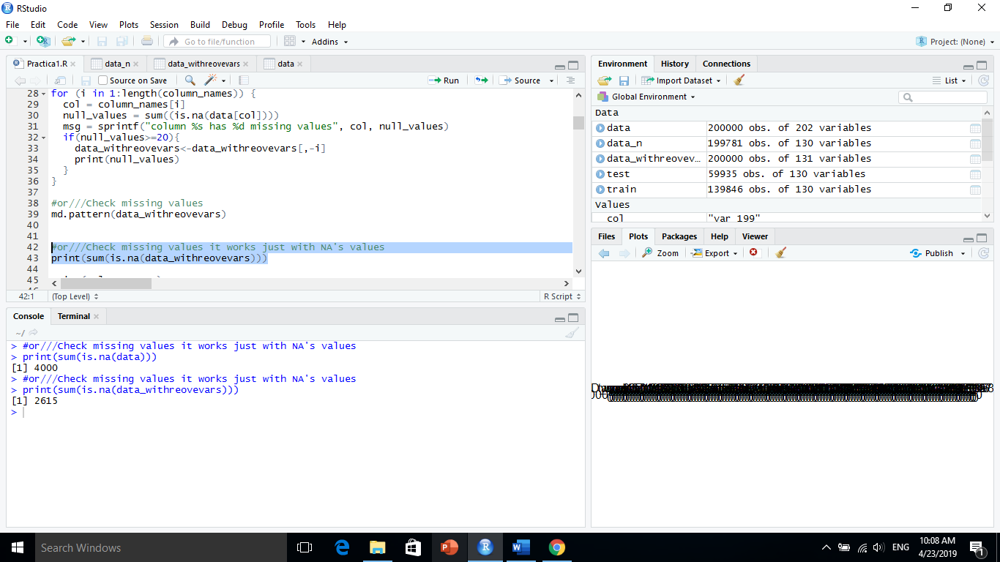 RStudio
File Edit Code View Plots Session Build Debug Profile Tools Help
Go to file/function Addins Project: (None)
Practica1.R data_n data_withreovevars data
Source on Save Run Source
28 for (i in 1:length(column_names)) {
29 col = column_names[i]
30 null_values = sum((is.na(data[col])))
31 msg = sprintf("column %s has %d missing values", col, null_values)
32 if(null_values>=20){
33 data_withreovevars<-data_withreovevars[,-i]
34 print(null_values)
35 }
36 }
37
38 #or///Check missing values
39 md.pattern(data_withreovevars)
40
41
42 #or///Check missing values it works just with NA's values
43 print(sum(is.na(data_withreovevars)))
44
45
42:1 (Top Level) R Script
Console Terminal
~/
> #or///Check missing values it works just with NA's values
> print(sum(is.na(data)))
[1] 4000
> #or///Check missing values it works just with NA's values
> print(sum(is.na(data_withreovevars)))
[1] 2615
>
Environment History Connections
Import Dataset List
Global Environment
Data
data 200000 obs. of 202 variables
data_n 199781 obs. of 130 variables
data_withreovev… 200000 obs. of 131 variables
test 59935 obs. of 130 variables
train 139846 obs. of 130 variables
Values
col "var 199"
Files Plots Packages Help Viewer
Zoom Export Publish
Search Windows
ENG
10:08 AM
4/23/2019
1